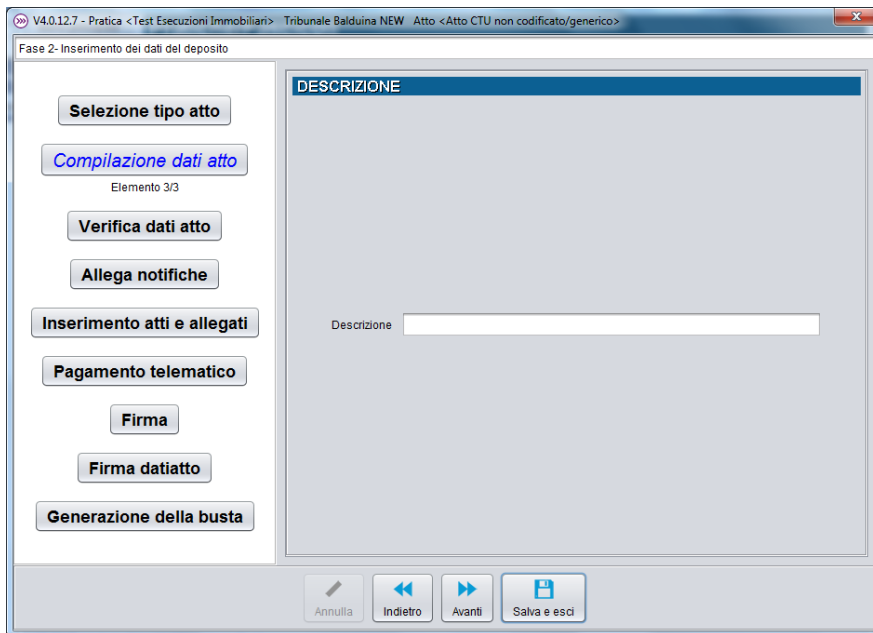 V4.0.12.7 - Pratica <Test Esecuzioni Immobiliari> Tribunale Balduina NEW Atto <Atto CTU non codificato/generico>
Fase 2- Inserimento dei dati del deposito
Selezione tipo atto
Compilazione dati atto
Elemento 3/3
Verifica dati atto
Allega notifiche
Inserimento atti e allegati
Pagamento telematico
Firma
Firma datiatto
Generazione della busta
DESCRIZIONE
Descrizione
Annulla
Indietro
Avanti
Salva e esci